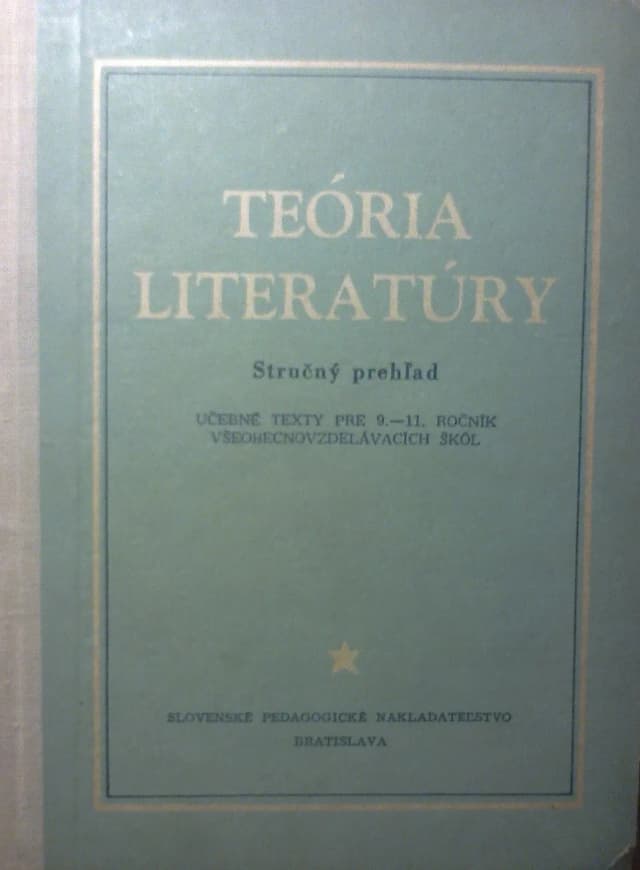 TEÓRIA
LITERATÚRY
Stručný prehľad
UČEBNÉ TEXTY PRE 9.—11. ROČNÍK
VŠEOBECNOVZDELÁVACÍCH ŠKÔL
SLOVENSKÉ PEDAGOGICKÉ NAKLADATEĽSTVO
BRATISLAVA